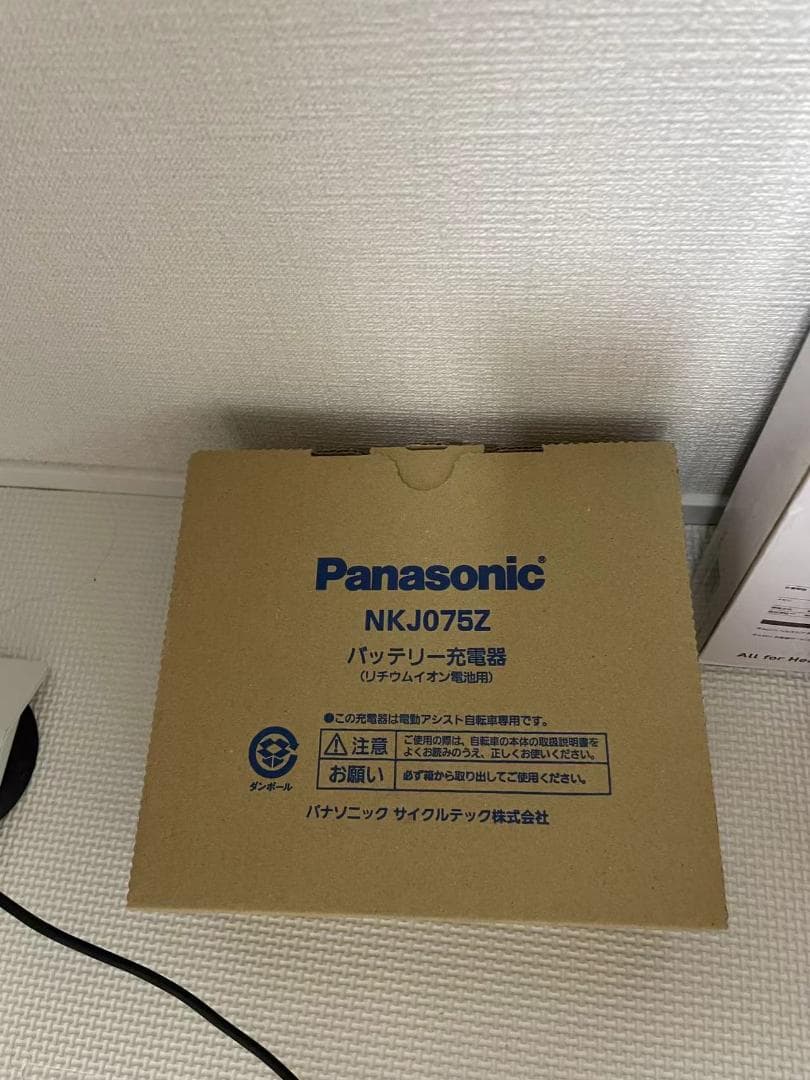 Panasonic®
NKJ075Z
バッテリー充電器
(リチウムイオン電池用)
●この充電器は電動アシスト自転車専用です。
注意
ご使用の際は、自転車の本体の取扱説明書を
よくお読みのうえ、正しくお使いください。
お願い
必ず箱から取り出してご使用ください。
ダンボール
パナソニック サイクルテック株式会社
All for